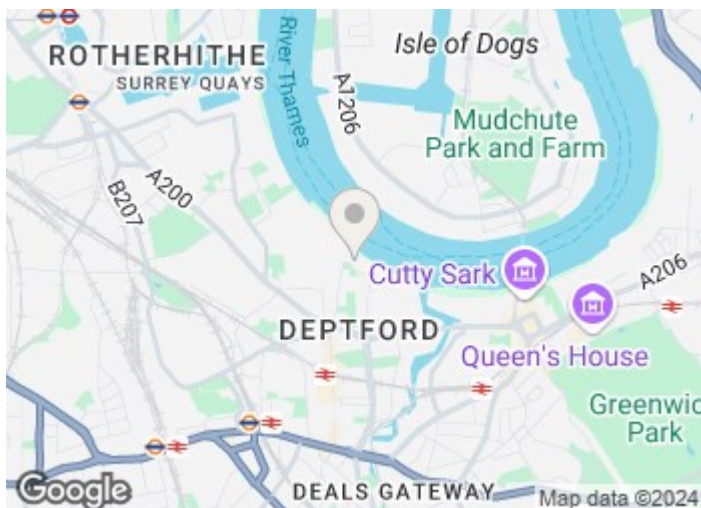 ROTHERHITHE
SURREY QUAYS
River Thames
A1206
Isle of Dogs
Mudchute
Park and Farm
B207
A200
Cutty Sark
A206
DEPTFORD
Queen's House
Greenwic
Park
DEALS GATEWAY
Google
Map data ©2024